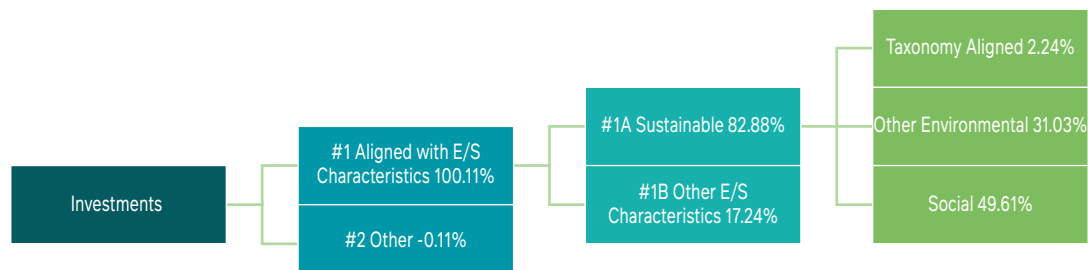 Investments
#1 Aligned with E/S
Characteristics 100.11%
#2 Other -0.11%
#1A Sustainable 82.88%
#1B Other E/S
Characteristics 17.24%
Taxonomy Aligned 2.24%
Other Environmental 31.03%
Social 49.61%